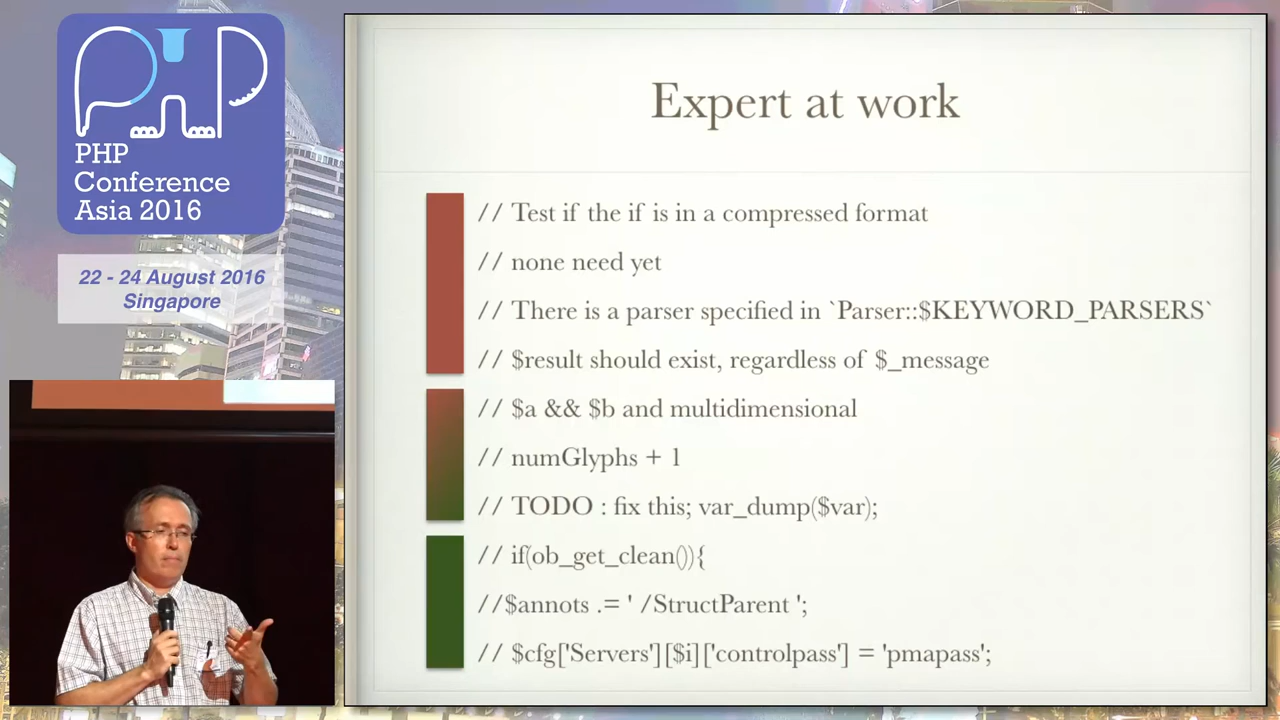 PHP
PHP
Conference
Asia 2016
22 - 24 August 2016
Singapore
Expert at work
// Test if the if is in a compressed format
// none need yet
// There is a parser specified in `Parser::$KEYWORD_PARSERS`
// $result should exist, regardless of $_message
// $a && $b and multidimensional
// numGlyphs + 1
// TODO : fix this; var_dump($var);
// if(ob_get_clean()){
//$annots .= ' /StructParent ';
// $cfg['Servers'][$i]['controlpass'] = 'pmapass';